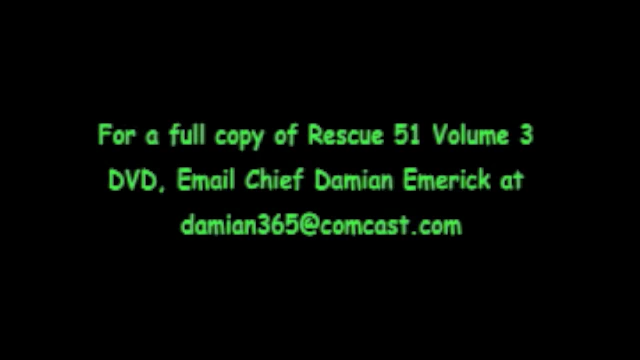 For a full copy of Rescue 51 Volume 3
DVD, Email Chief Damian Emerick at
damian365@comcast.com